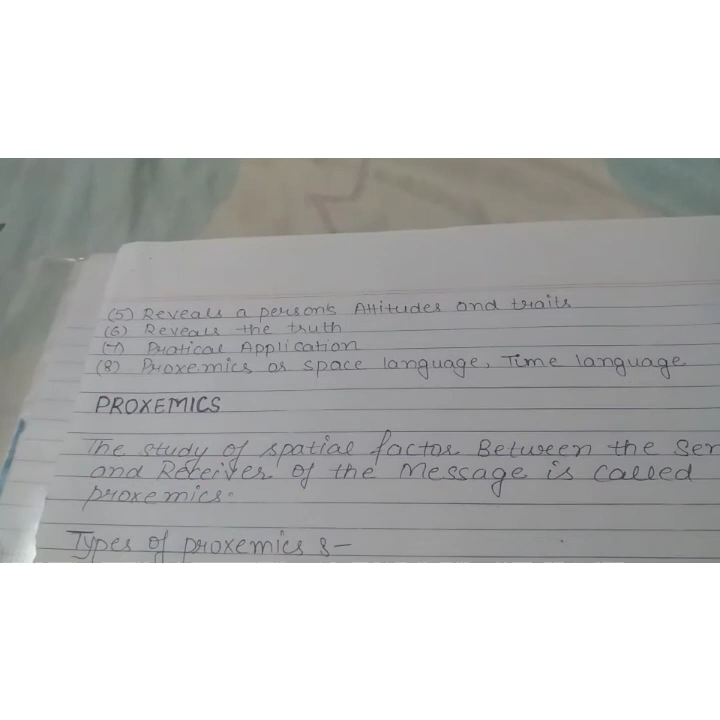 (5) Reveals a person's Attitudes and traits
(6) Reveals the truth
(7) Pratical Application
(8) Proxemics or space language, Time language
PROXEMICS
The study of spatial factor Between the Sen
and Receiver of the Message is called
proxemics.
Types of proxemics :-